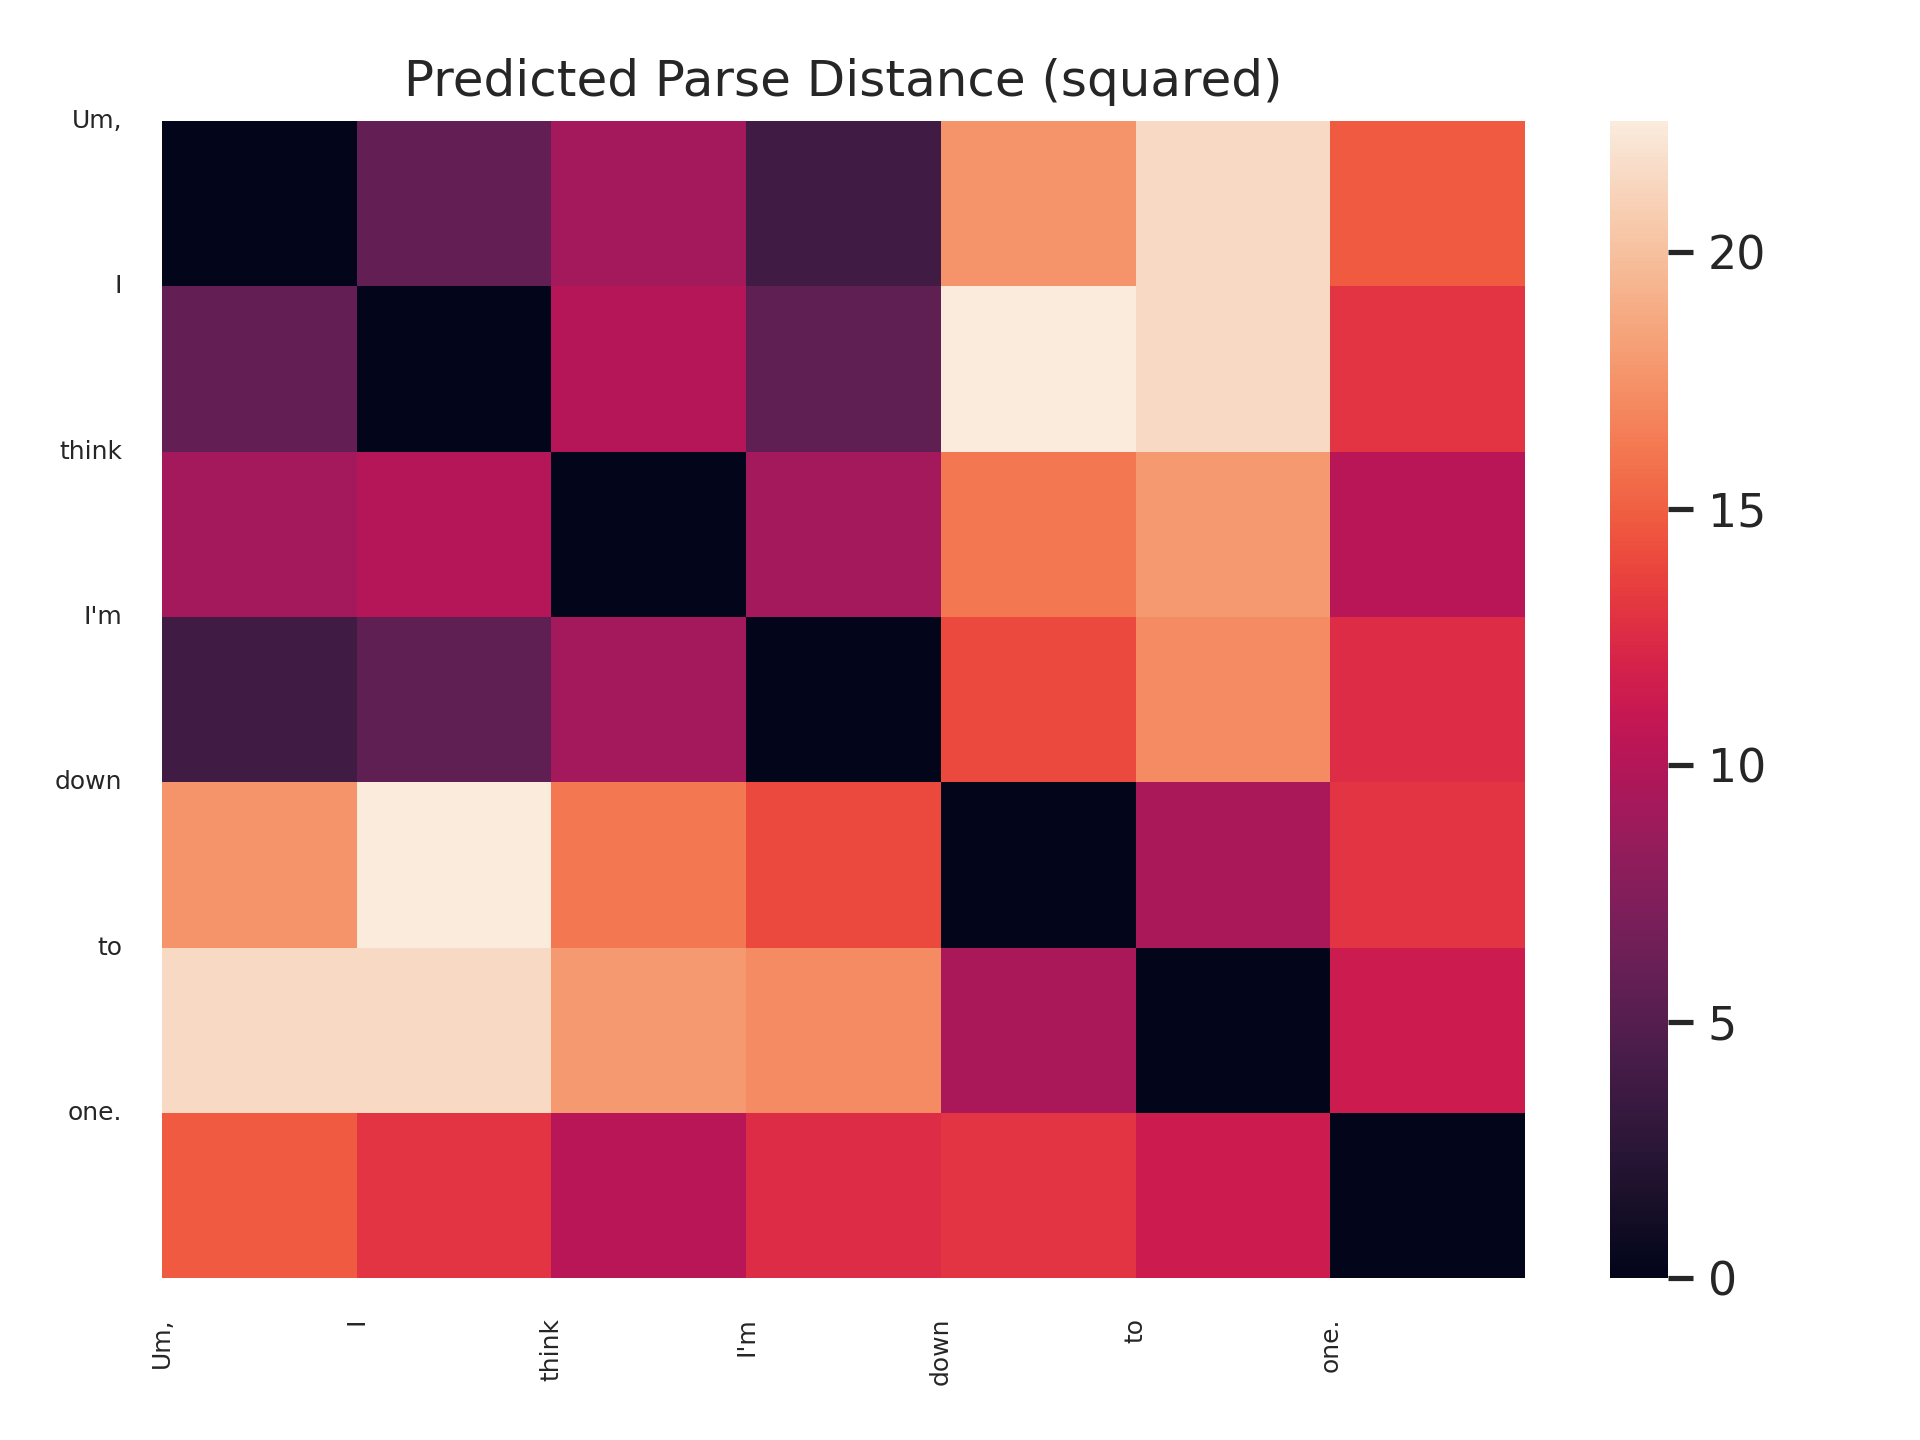 Predicted Parse Distance (squared)
Um,
I
think
I'm
down
to
one.
Um,
I
think
I'm
down
to
one.
20
15
10
5
0